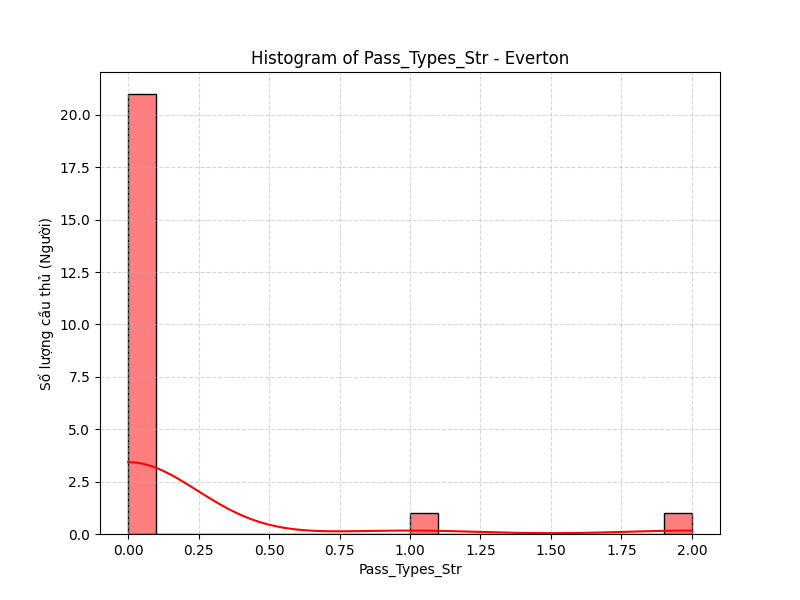 Histogram of Pass_Types_Str - Everton
Số lượng cầu thủ (Người)
20.0
17.5
15.0
12.5
10.0
7.5
5.0
2.5
0.0
0.00 0.25 0.50 0.75 1.00 1.25 1.50 1.75 2.00
Pass_Types_Str